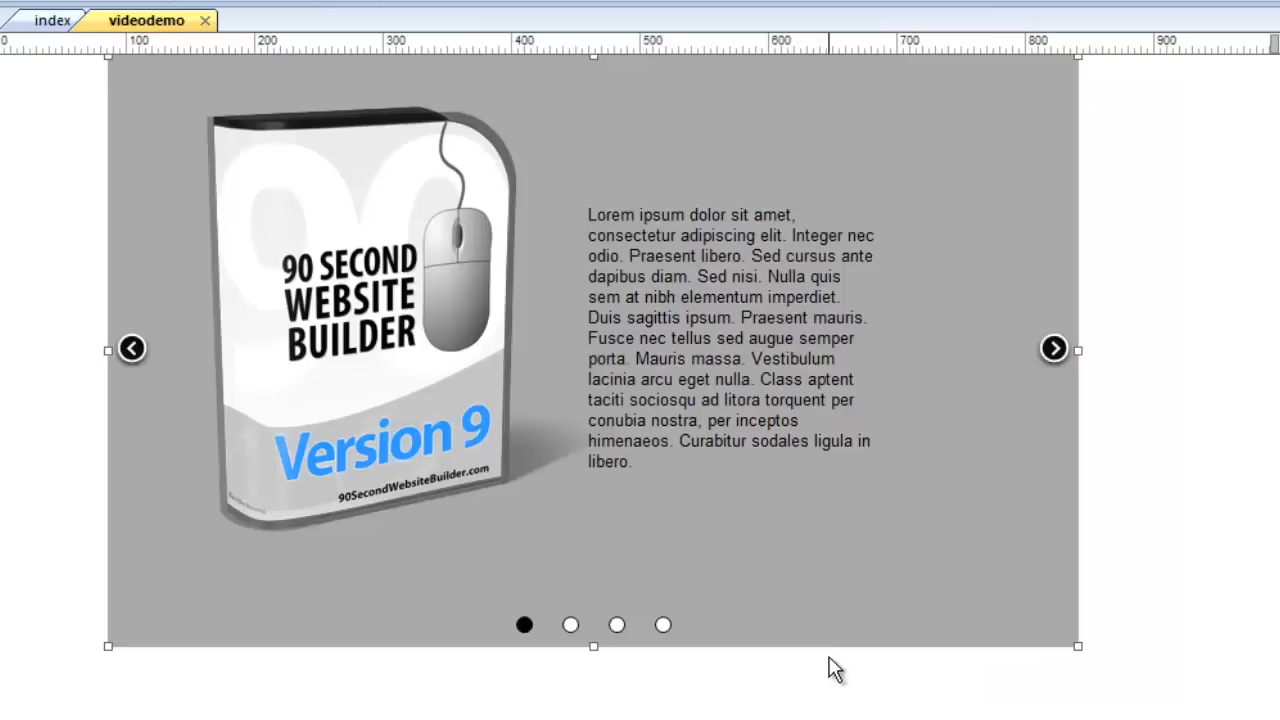 index
videodemo
0 100 200 300 400 500 600 700 800 900
90 SECOND
WEBSITE
BUILDER
Version 9
90SecondWebsiteBuilder.com
Lorem ipsum dolor sit amet,
consectetur adipiscing elit. Integer nec
odio. Praesent libero. Sed cursus ante
dapibus diam. Sed nisi. Nulla quis
sem at nibh elementum imperdiet.
Duis sagittis ipsum. Praesent mauris.
Fusce nec tellus sed augue semper
porta. Mauris massa. Vestibulum
lacinia arcu eget nulla. Class aptent
taciti sociosqu ad litora torquent per
conubia nostra, per inceptos
himenaeos. Curabitur sodales ligula in
libero.